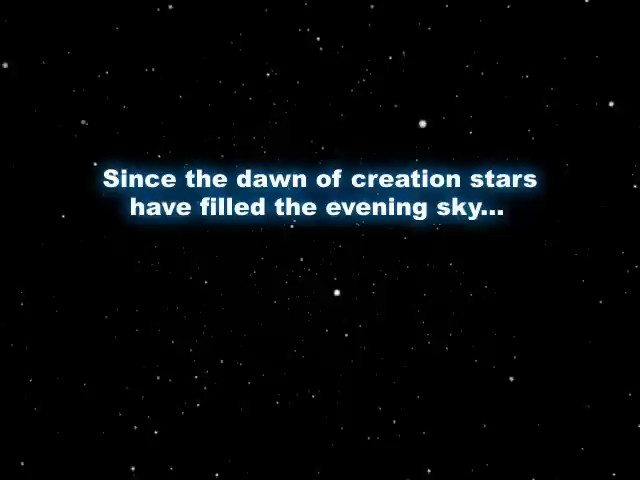 Since the dawn of creation stars
have filled the evening sky...